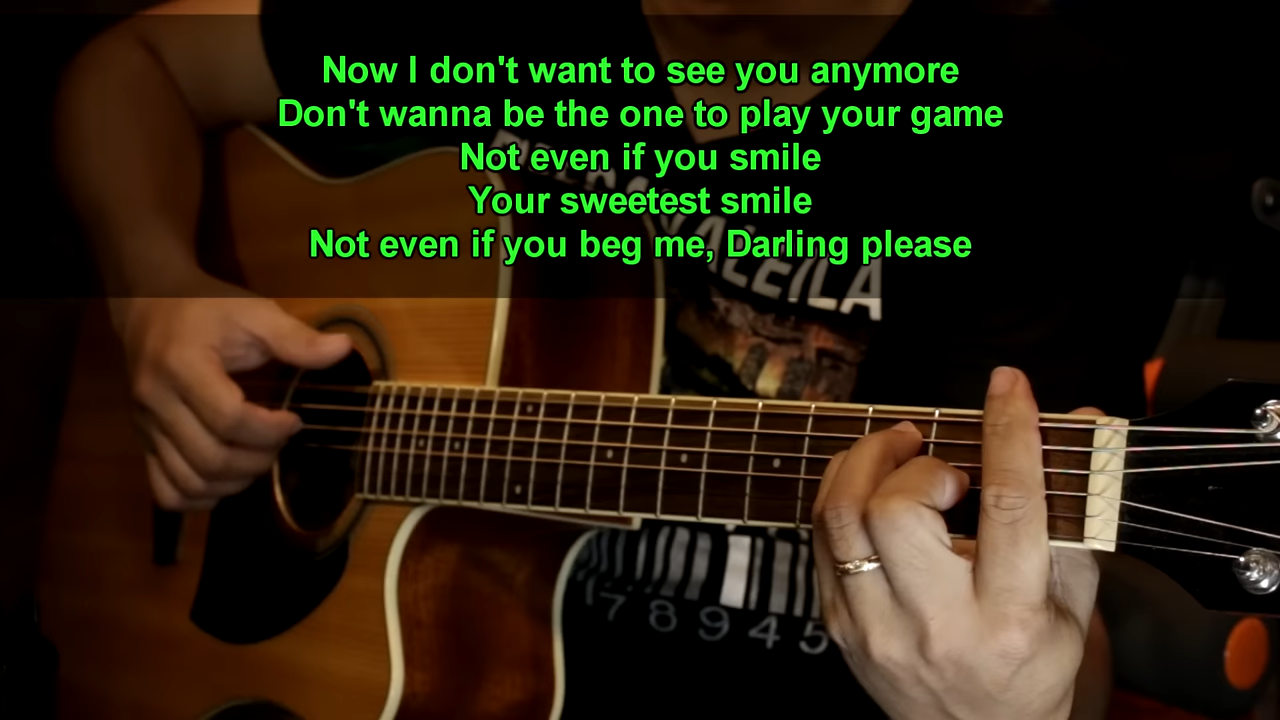 Now I don't want to see you anymore
Don't wanna be the one to play your game
Not even if you smile
Your sweetest smile
Not even if you beg me, Darling please
78945